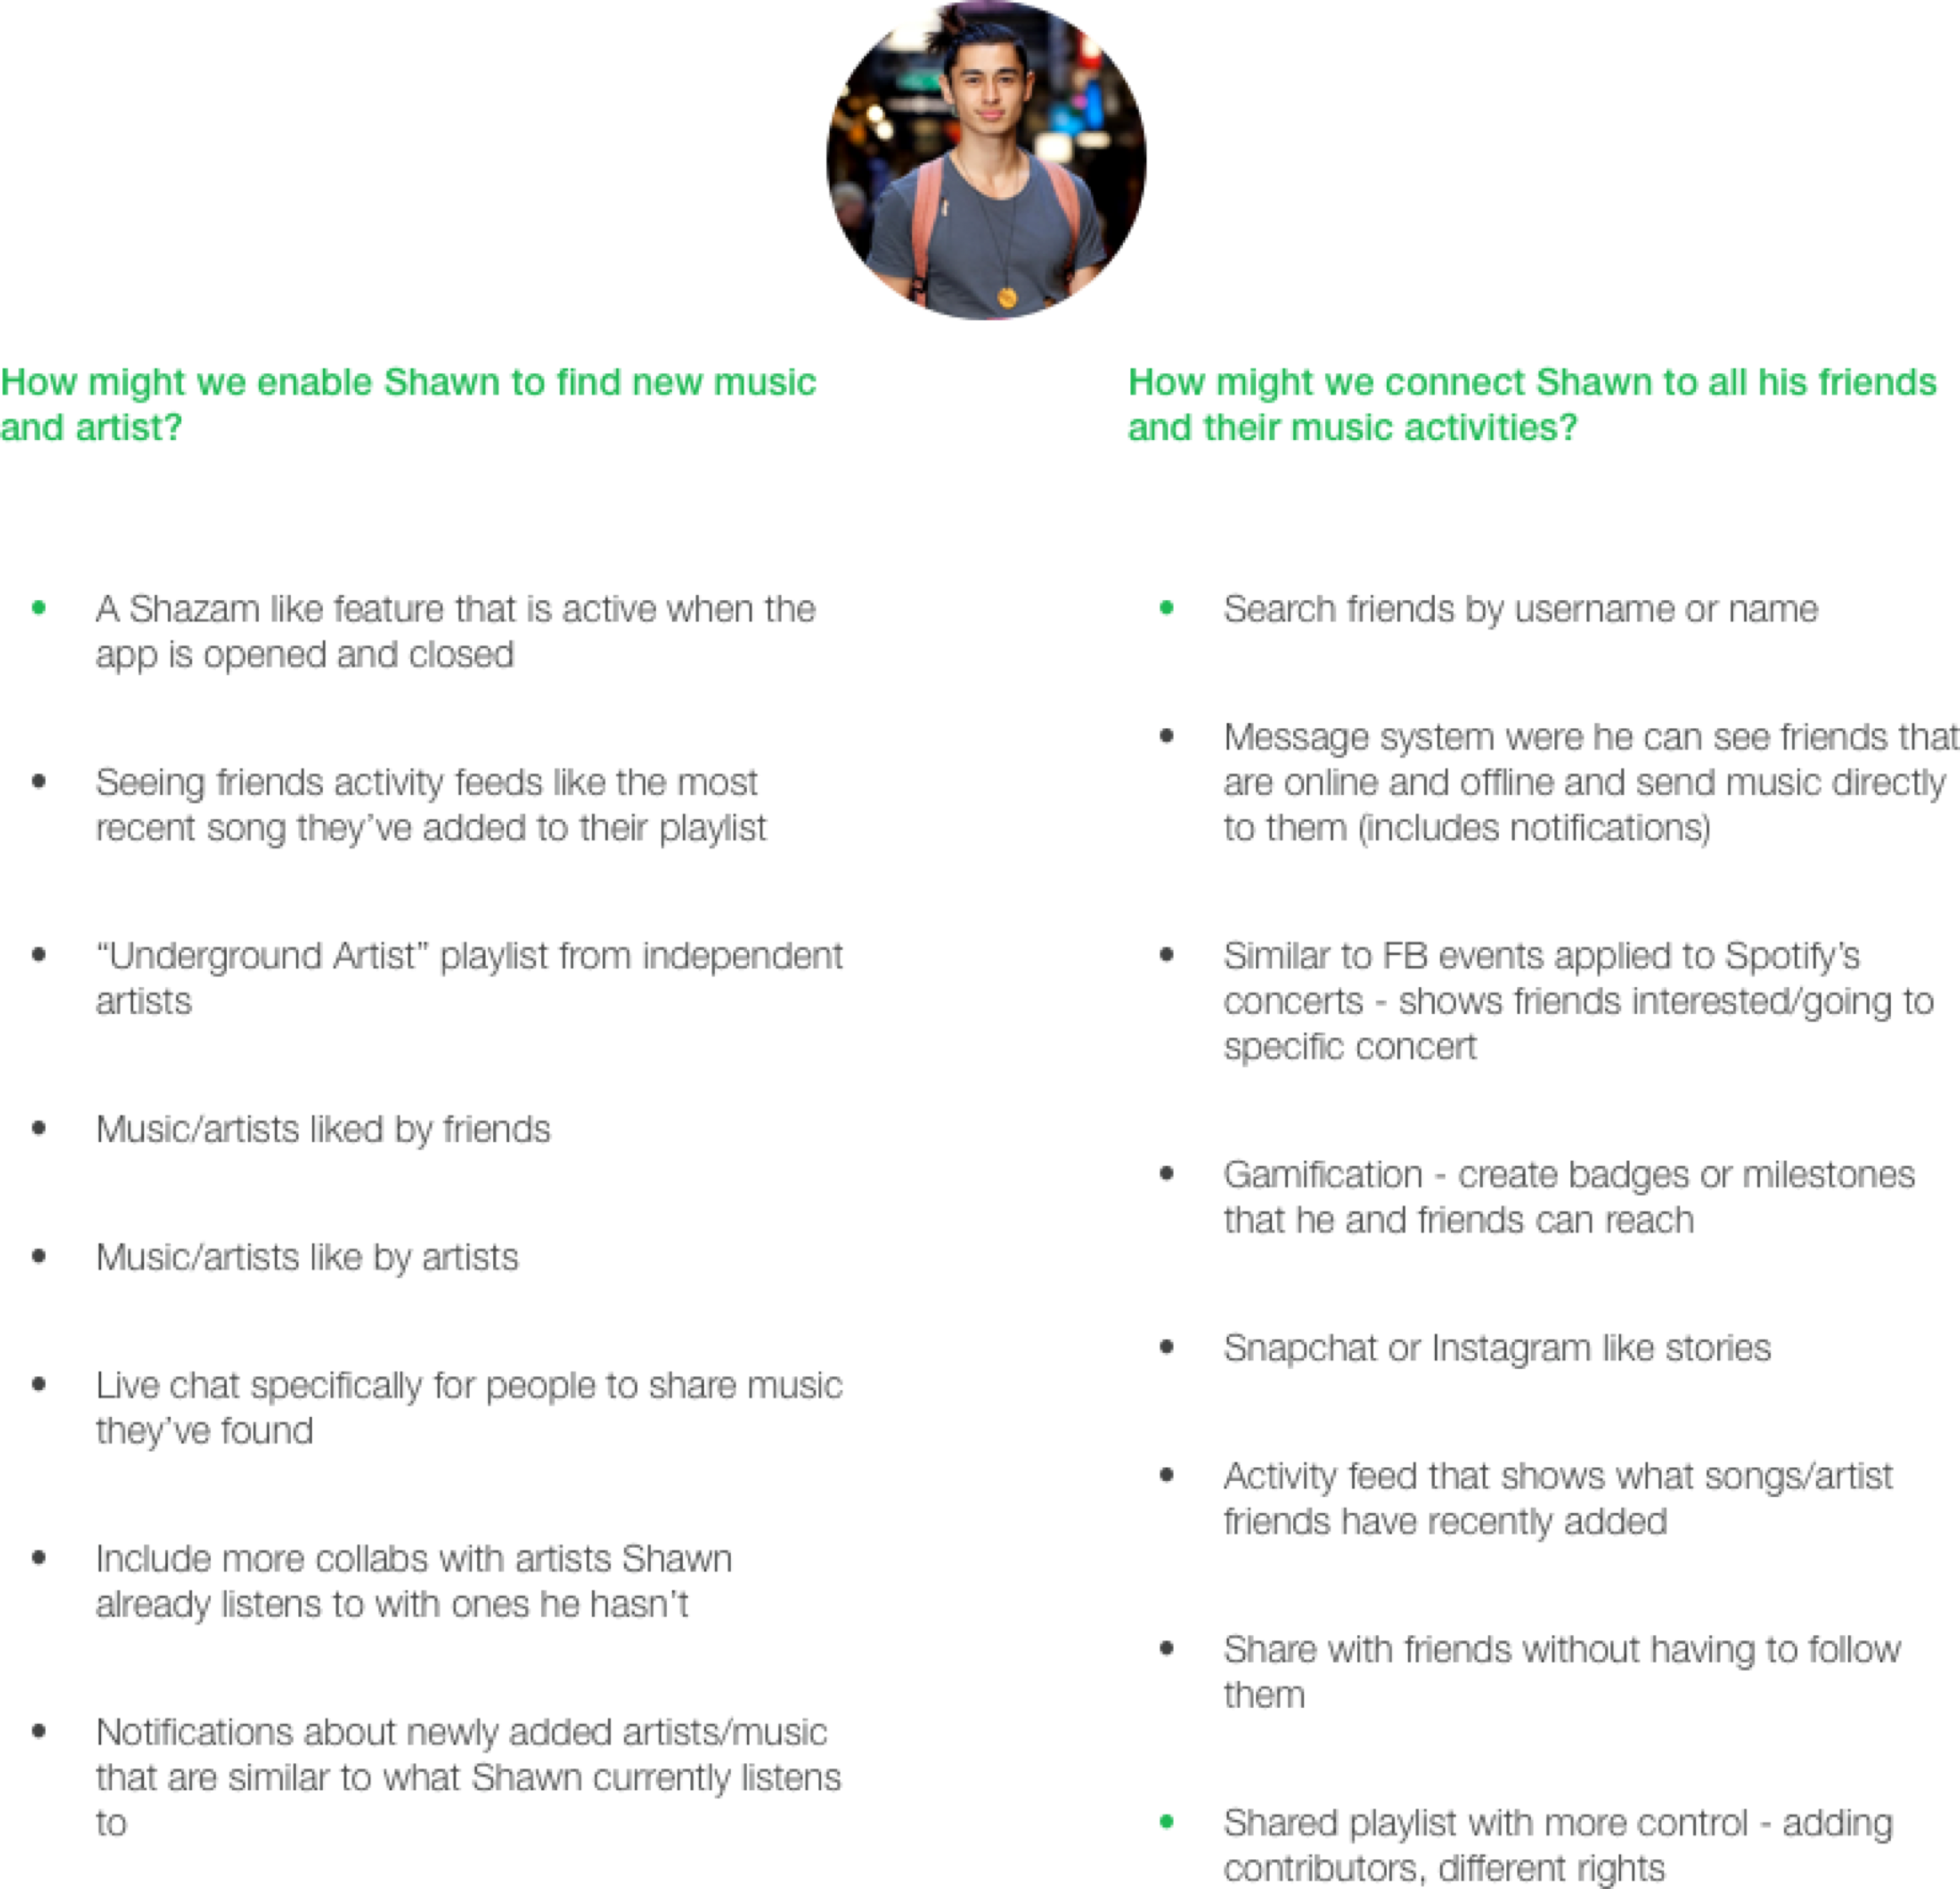 How might we enable Shawn to find new music
and artist?
• A Shazam like feature that is active when the
app is opened and closed
• Seeing friends activity feeds like the most
recent song they’ve added to their playlist
• “Underground Artist” playlist from independent
artists
• Music/artists liked by friends
• Music/artists like by artists
• Live chat specifically for people to share music
they’ve found
• Include more collabs with artists Shawn
already listens to with ones he hasn’t
• Notifications about newly added artists/music
that are similar to what Shawn currently listens
to
How might we connect Shawn to all his friends
and their music activities?
• Search friends by username or name
• Message system were he can see friends that
are online and offline and send music directly
to them (includes notifications)
• Similar to FB events applied to Spotify’s
concerts - shows friends interested/going to
specific concert
• Gamification - create badges or milestones
that he and friends can reach
• Snapchat or Instagram like stories
• Activity feed that shows what songs/artist
friends have recently added
• Share with friends without having to follow
them
• Shared playlist with more control - adding
contributors, different rights